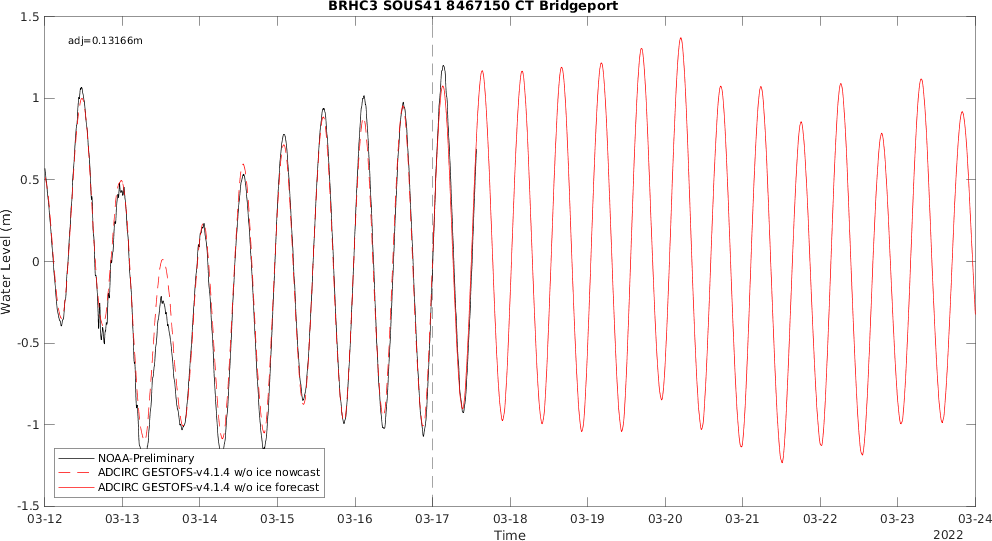 BRHC3 SOUS41 8467150 CT Bridgeport
adj=0.13166m
1.5
1
0.5
0
-0.5
-1
-1.5
Water Level (m)
NOAA-Preliminary
ADCIRC GESTOFS-v4.1.4 w/o ice nowcast
ADCIRC GESTOFS-v4.1.4 w/o ice forecast
03-12 03-13 03-14 03-15 03-16 03-17 03-18 03-19 03-20 03-21 03-22 03-23 03-24
Time
2022